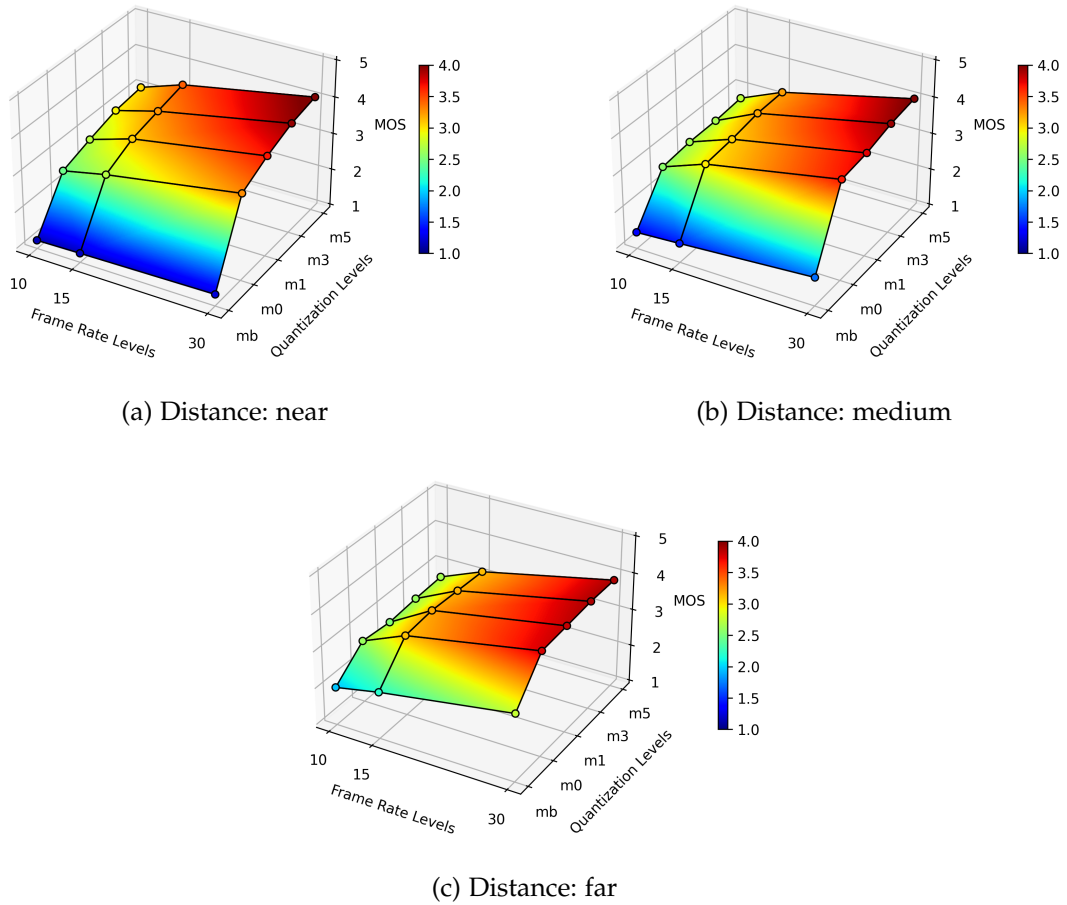 5
4
MOS
3
2
1
m5
m3
m1
m0
mb
10
15
30
Frame Rate Levels
Quantization Levels
4.0
3.5
3.0
2.5
2.0
1.5
1.0
(a) Distance: near
5
4
MOS
3
2
1
m5
m3
m1
m0
mb
10
15
30
Frame Rate Levels
Quantization Levels
4.0
3.5
3.0
2.5
2.0
1.5
1.0
(b) Distance: medium
5
4
MOS
3
2
1
m5
m3
m1
m0
mb
10
15
30
Frame Rate Levels
Quantization Levels
4.0
3.5
3.0
2.5
2.0
1.5
1.0
(c) Distance: far